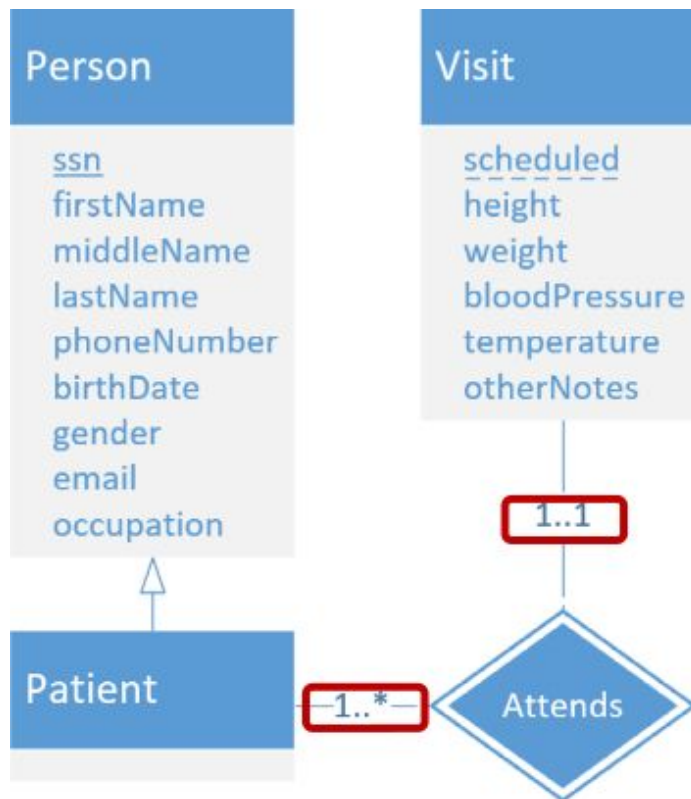 Person
ssn
firstName
middleName
lastName
phoneNumber
birthDate
gender
email
occupation
Visit
scheduled
height
weight
bloodPressure
temperature
otherNotes
1..1
Patient
1..*
Attends